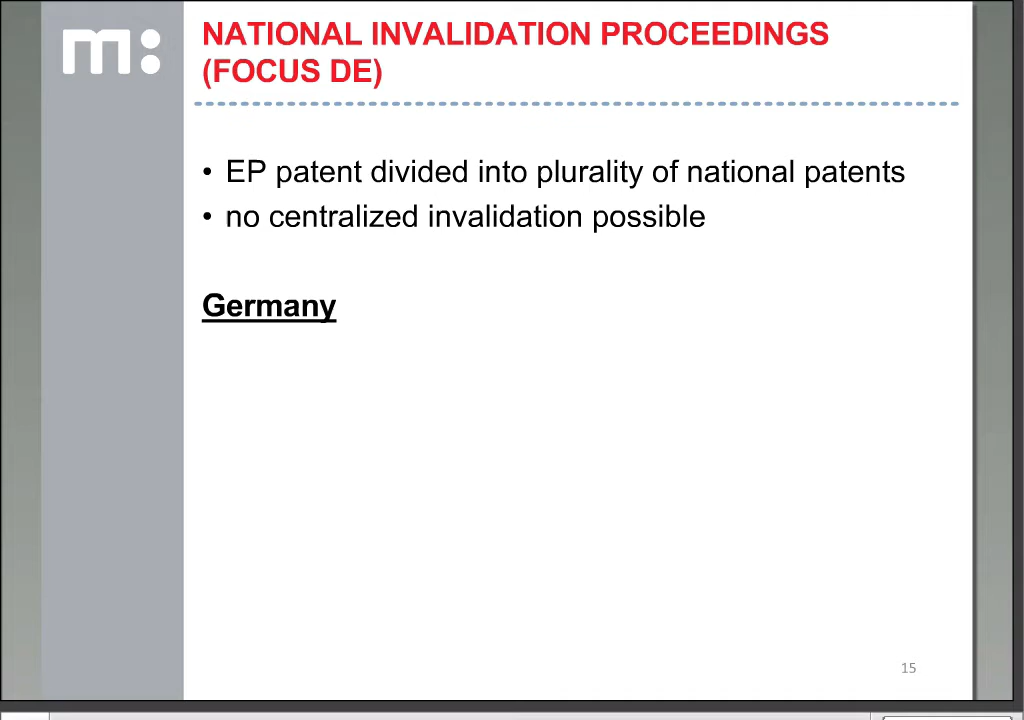 m:
NATIONAL INVALIDATION PROCEEDINGS
(FOCUS DE)
• EP patent divided into plurality of national patents
• no centralized invalidation possible
Germany
15